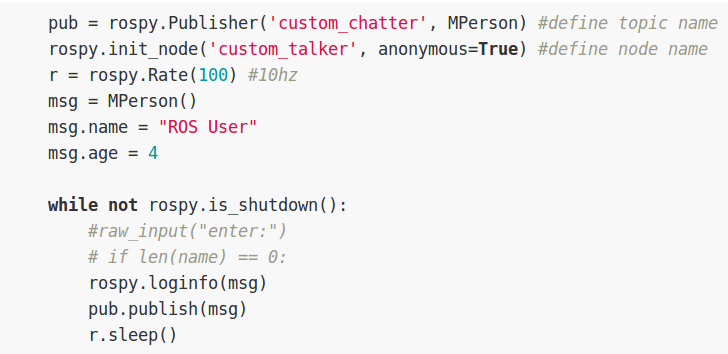 pub = rospy.Publisher('custom_chatter', MPerson) #define topic name
rospy.init_node('custom_talker', anonymous=True) #define node name
r = rospy.Rate(100) #10hz
msg = MPerson()
msg.name = "ROS User"
msg.age = 4

while not rospy.is_shutdown():
    #raw_input("enter:")
    # if len(name) == 0:
    rospy.loginfo(msg)
    pub.publish(msg)
    r.sleep()